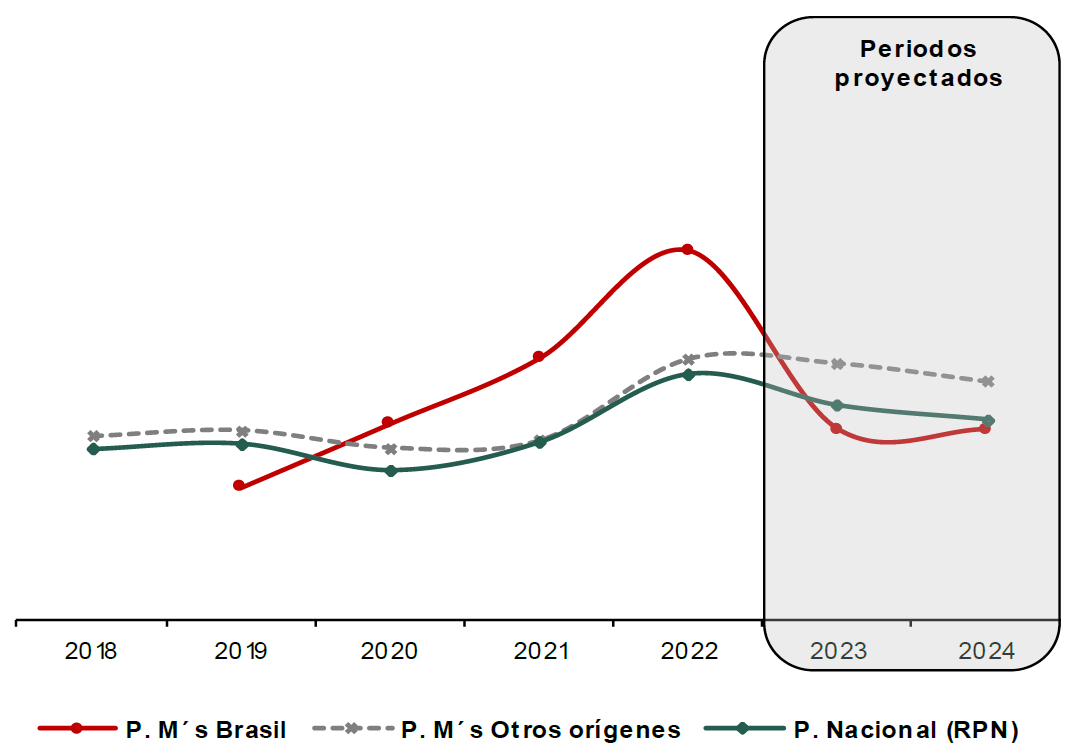 Periodos
proyectados
2018 2019 2020 2021 2022 2023 2024
P. M´s Brasil P. M´s Otros orígenes P. Nacional (RPN)